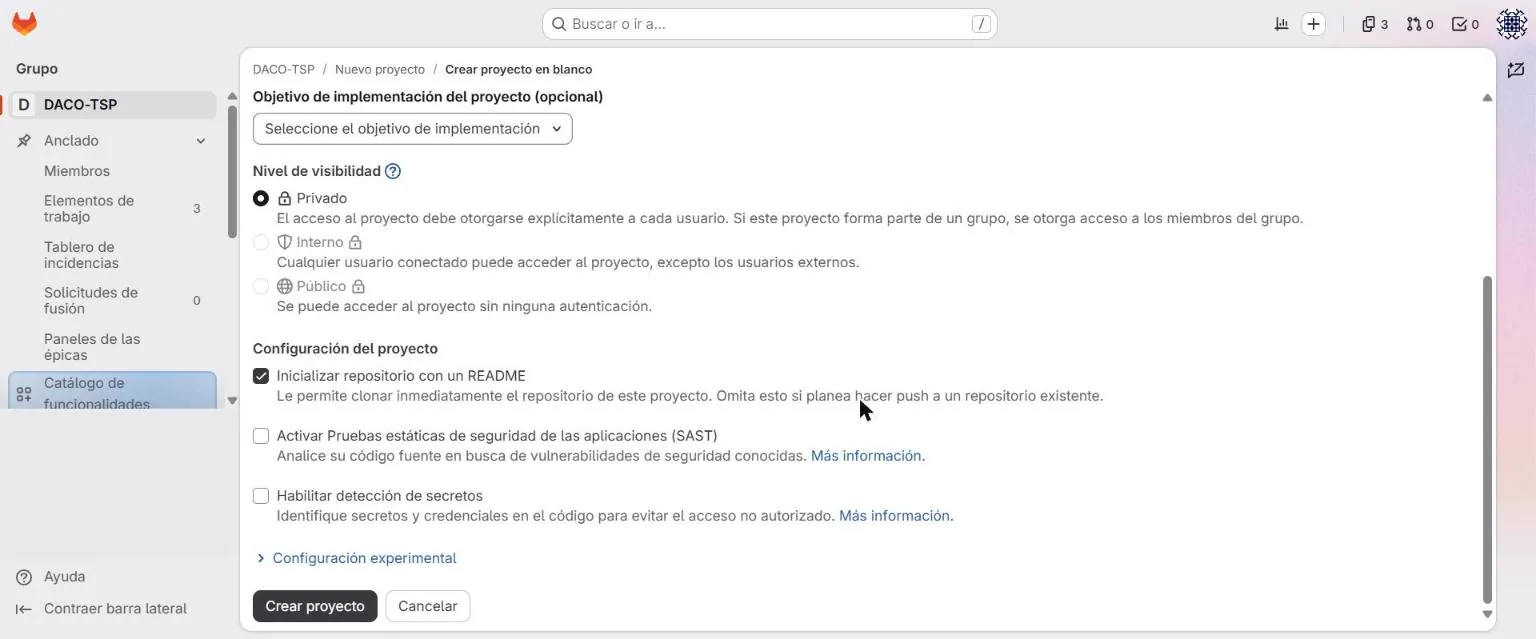 Buscar o ir a...
/
3
0
0
Grupo
D DACO-TSP
Anclado
Miembros
Elementos de
trabajo
3
Tablero de
incidencias
Solicitudes de
fusión
0
Paneles de las
épicas
Catálogo de
funcionalidades
Ayuda
Contraer barra lateral
DACO-TSP / Nuevo proyecto / Crear proyecto en blanco
Objetivo de implementación del proyecto (opcional)
Seleccione el objetivo de implementación
Nivel de visibilidad ?
Privado
El acceso al proyecto debe otorgarse explícitamente a cada usuario. Si este proyecto forma parte de un grupo, se otorga acceso a los miembros del grupo.
Interno
Cualquier usuario conectado puede acceder al proyecto, excepto los usuarios externos.
Público
Se puede acceder al proyecto sin ninguna autenticación.
Configuración del proyecto
Inicializar repositorio con un README
Le permite clonar inmediatamente el repositorio de este proyecto. Omita esto si planea hacer push a un repositorio existente.
Activar Pruebas estáticas de seguridad de las aplicaciones (SAST)
Analice su código fuente en busca de vulnerabilidades de seguridad conocidas. Más información.
Habilitar detección de secretos
Identifique secretos y credenciales en el código para evitar el acceso no autorizado. Más información.
Configuración experimental
Crear proyecto
Cancelar